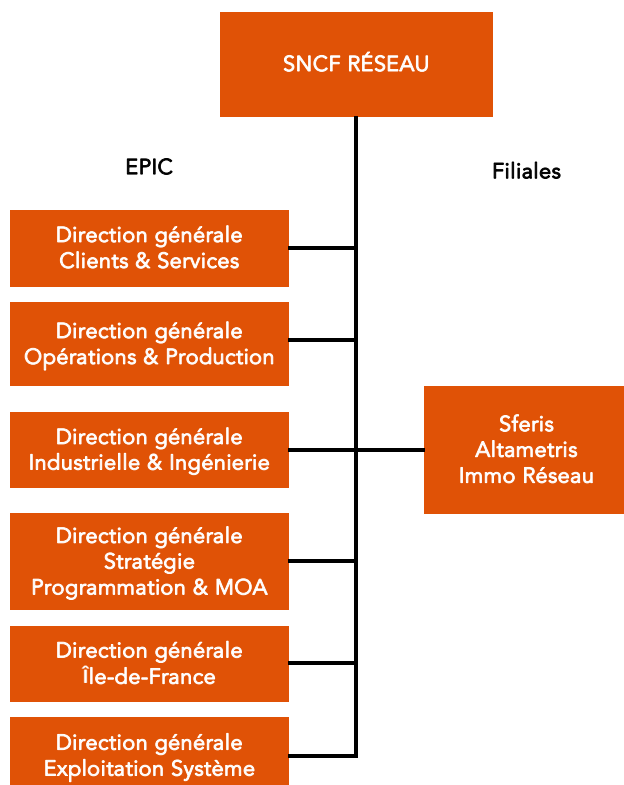 SNCF RÉSEAU
EPIC
Filiales
Direction générale
Clients & Services
Direction générale
Opérations & Production
Direction générale
Industrielle & Ingénierie
Direction générale
Stratégie
Programmation & MOA
Direction générale
Île-de-France
Direction générale
Exploitation Système
Sferis
Altametris
Immo Réseau